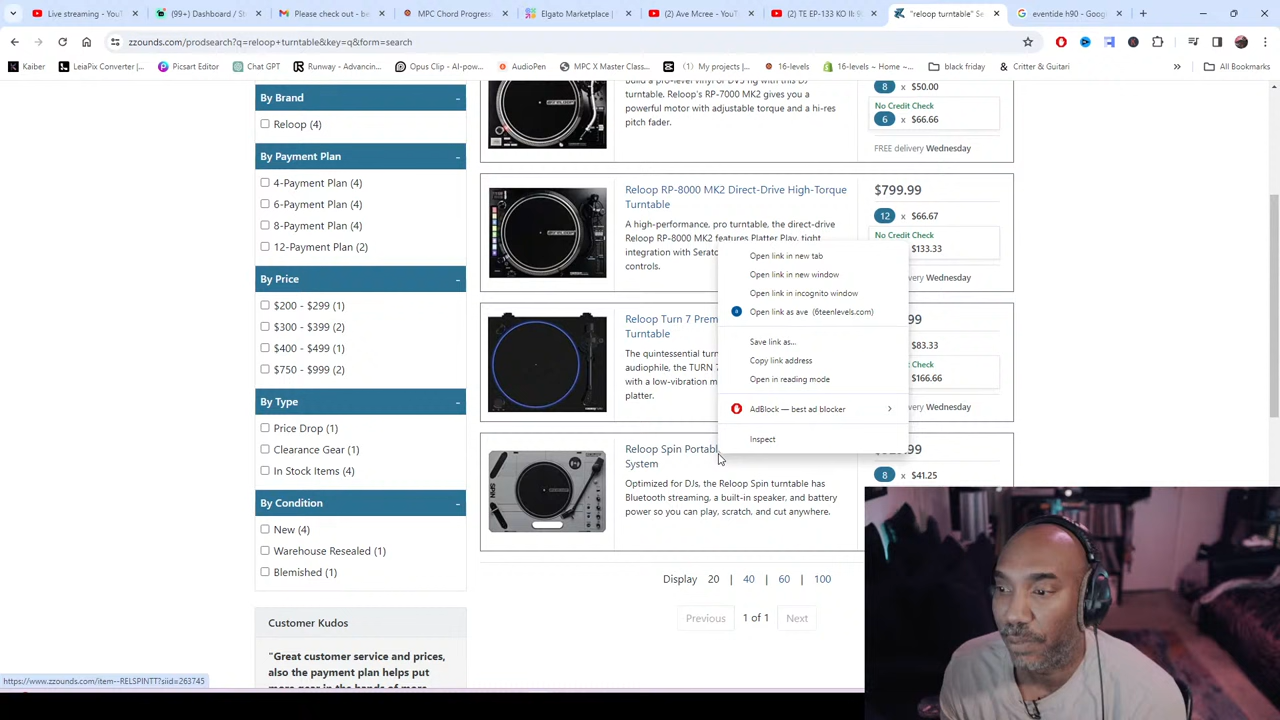 Live streaming - YouT
(99+) Dashboard / St
Please check out - be
MPC Chord Progress
Elgato Marketplace |
(2) Ave Mcree - YouT
(2) TE EP-133 KO II: 9
"reloop turntable" Se
eventide h90 - Googl
zzounds.com/prodsearch?q=reloop+turntable&key=q&form=search
Kaiber
LeiaPix Converter |...
Picsart Editor
Chat GPT
Runway - Advancin...
Opus Clip - AI-pow...
AudioPen
MPC X Master Class...
(1) My projects |...
16-levels
16-levels ~ Home ~...
black friday
Critter & Guitari
All Bookmarks
By Brand
Reloop (4)
By Payment Plan
4-Payment Plan (4)
6-Payment Plan (4)
8-Payment Plan (4)
12-Payment Plan (2)
By Price
$200 - $299 (1)
$300 - $399 (2)
$400 - $499 (1)
$750 - $999 (2)
By Type
Price Drop (1)
Clearance Gear (1)
In Stock Items (4)
By Condition
New (4)
Warehouse Resealed (1)
Blemished (1)
Customer Kudos
"Great customer service and prices,
also the payment plan helps put
turntable. Reloop's RP-7000 MK2 gives you a
powerful motor with adjustable torque and a hi-res
pitch fader.
8 x $50.00
No Credit Check
6 x $66.66
FREE delivery Wednesday
Reloop RP-8000 MK2 Direct-Drive High-Torque
Turntable
A high-performance, pro turntable, the direct-drive
Reloop RP-8000 MK2 features Platter Play, tight
integration with Serato
controls.
$799.99
12 x $66.67
No Credit Check
$133.33
livery Wednesday
Reloop Turn 7 Prem
Turntable
The quintessential turn
audiophile, the TURN 7
with a low-vibration m
platter.
99
$83.33
t Check
$166.66
livery Wednesday
Reloop Spin Portabl
System
Optimized for DJs, the Reloop Spin turntable has
Bluetooth streaming, a built-in speaker, and battery
power so you can play, scratch, and cut anywhere.
8 x $41.25
Open link in new tab
Open link in new window
Open link in incognito window
Open link as ave (6teenlevels.com)
Save link as...
Copy link address
Open in reading mode
AdBlock — best ad blocker
Inspect
Display 20 | 40 | 60 | 100
Previous 1 of 1 Next
https://www.zzounds.com/item--RELSPINTT?siid=263745